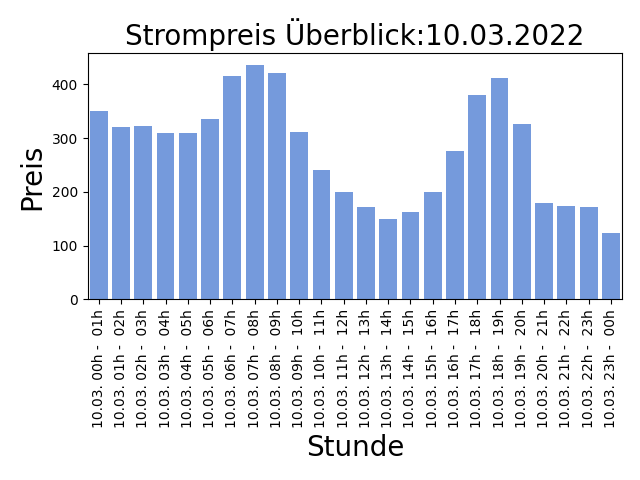 Strompreis Überblick:10.03.2022
Preis
400
300
200
100
0
10.03. 00h - 01h
10.03. 01h - 02h
10.03. 02h - 03h
10.03. 03h - 04h
10.03. 04h - 05h
10.03. 05h - 06h
10.03. 06h - 07h
10.03. 07h - 08h
10.03. 08h - 09h
10.03. 09h - 10h
10.03. 10h - 11h
10.03. 11h - 12h
10.03. 12h - 13h
10.03. 13h - 14h
10.03. 14h - 15h
10.03. 15h - 16h
10.03. 16h - 17h
10.03. 17h - 18h
10.03. 18h - 19h
10.03. 19h - 20h
10.03. 20h - 21h
10.03. 21h - 22h
10.03. 22h - 23h
10.03. 23h - 00h
Stunde